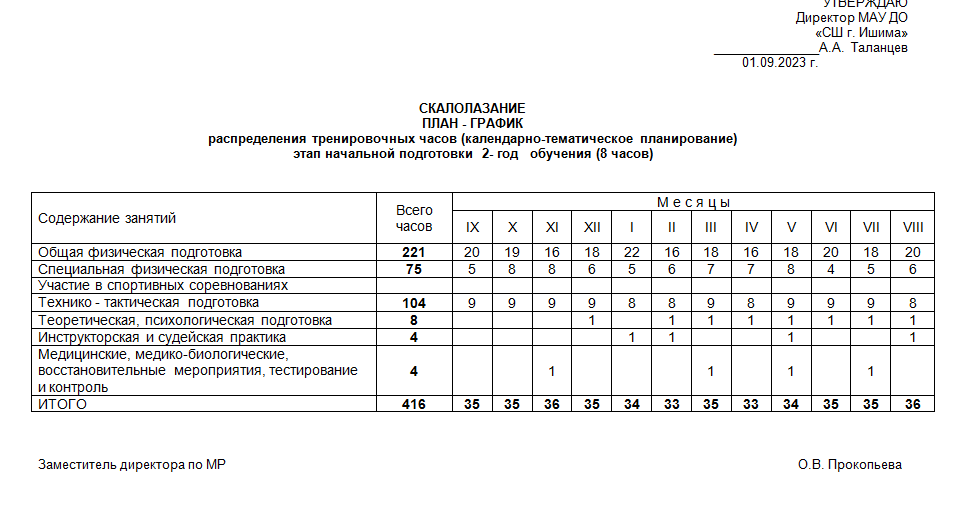 УТВЕРЖДАЮ
Директор МАУ ДО
«СШ г. Ишима»
_______________А.А. Таланцев
01.09.2023 г.
СКАЛОЛАЗАНИЕ
ПЛАН - ГРАФИК
распределения тренировочных часов (календарно-тематическое планирование)
этап начальной подготовки 2- год обучения (8 часов)
Содержание занятий Всего часов М е с я ц ы
IX X XI XII I II III IV V VI VII VIII
Общая физическая подготовка 221 20 19 16 18 22 16 18 16 18 20 18 20
Специальная физическая подготовка 75 5 8 8 6 5 6 7 7 8 4 5 6
Участие в спортивных соревнованиях
Технико - тактическая подготовка 104 9 9 9 9 8 8 9 8 9 9 9 8
Теоретическая, психологическая подготовка 8 1 1 1 1 1 1 1 1
Инструкторская и судейская практика 4 1 1 1 1
Медицинские, медико-биологические,
восстановительные мероприятия, тестирование 4 1 1 1 1
и контроль
ИТОГО 416 35 35 36 35 34 33 35 33 34 35 35 36
Заместитель директора по МР О.В. Прокопьева